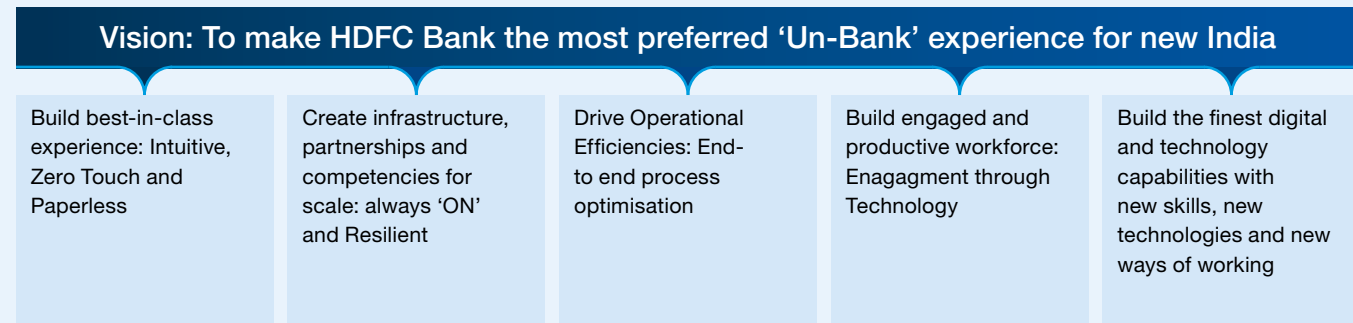 Vision: To make HDFC Bank the most preferred ‘Un-Bank’ experience for new India
Build best-in-class
experience: Intuitive,
Zero Touch and
Paperless
Create infrastructure,
partnerships and
competencies for
scale: always ‘ON’
and Resilient
Drive Operational
Efficiencies: End-
to end process
optimisation
Build engaged and
productive workforce:
Enagagment through
Technology
Build the finest digital
and technology
capabilities with
new skills, new
technologies and new
ways of working